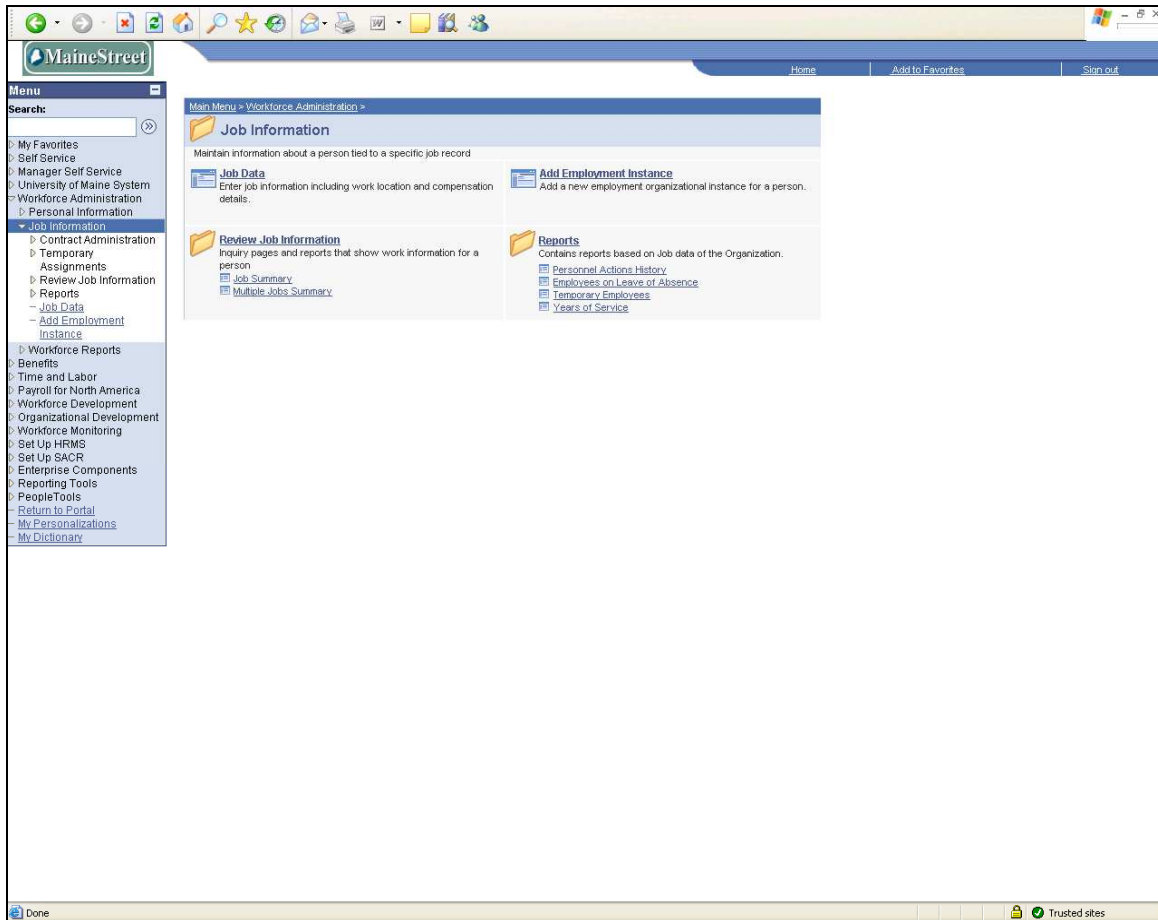 MaineStreet
Home
Add to Favorites
Sign out
Menu
Search:
My Favorites
Self Service
Manager Self Service
University of Maine System
Workforce Administration
Personal Information
Job Information
Contract Administration
Temporary
Assignments
Review Job Information
Reports
Job Data
Add Employment
Instance
Workforce Reports
Benefits
Time and Labor
Payroll for North America
Workforce Development
Organizational Development
Workforce Monitoring
Set Up HRMS
Set Up SACR
Enterprise Components
Reporting Tools
PeopleTools
Return to Portal
My Personalizations
My Dictionary
Main Menu > Workforce Administration >
Job Information
Maintain information about a person tied to a specific job record
Job Data
Enter job information including work location and compensation
details.
Add Employment Instance
Add a new employment organizational instance for a person.
Review Job Information
Inquiry pages and reports that show work information for a
person
Job Summary
Multiple Jobs Summary
Reports
Contains reports based on Job data of the Organization.
Personnel Actions History
Employees on Leave of Absence
Temporary Employees
Years of Service
Done
Trusted sites